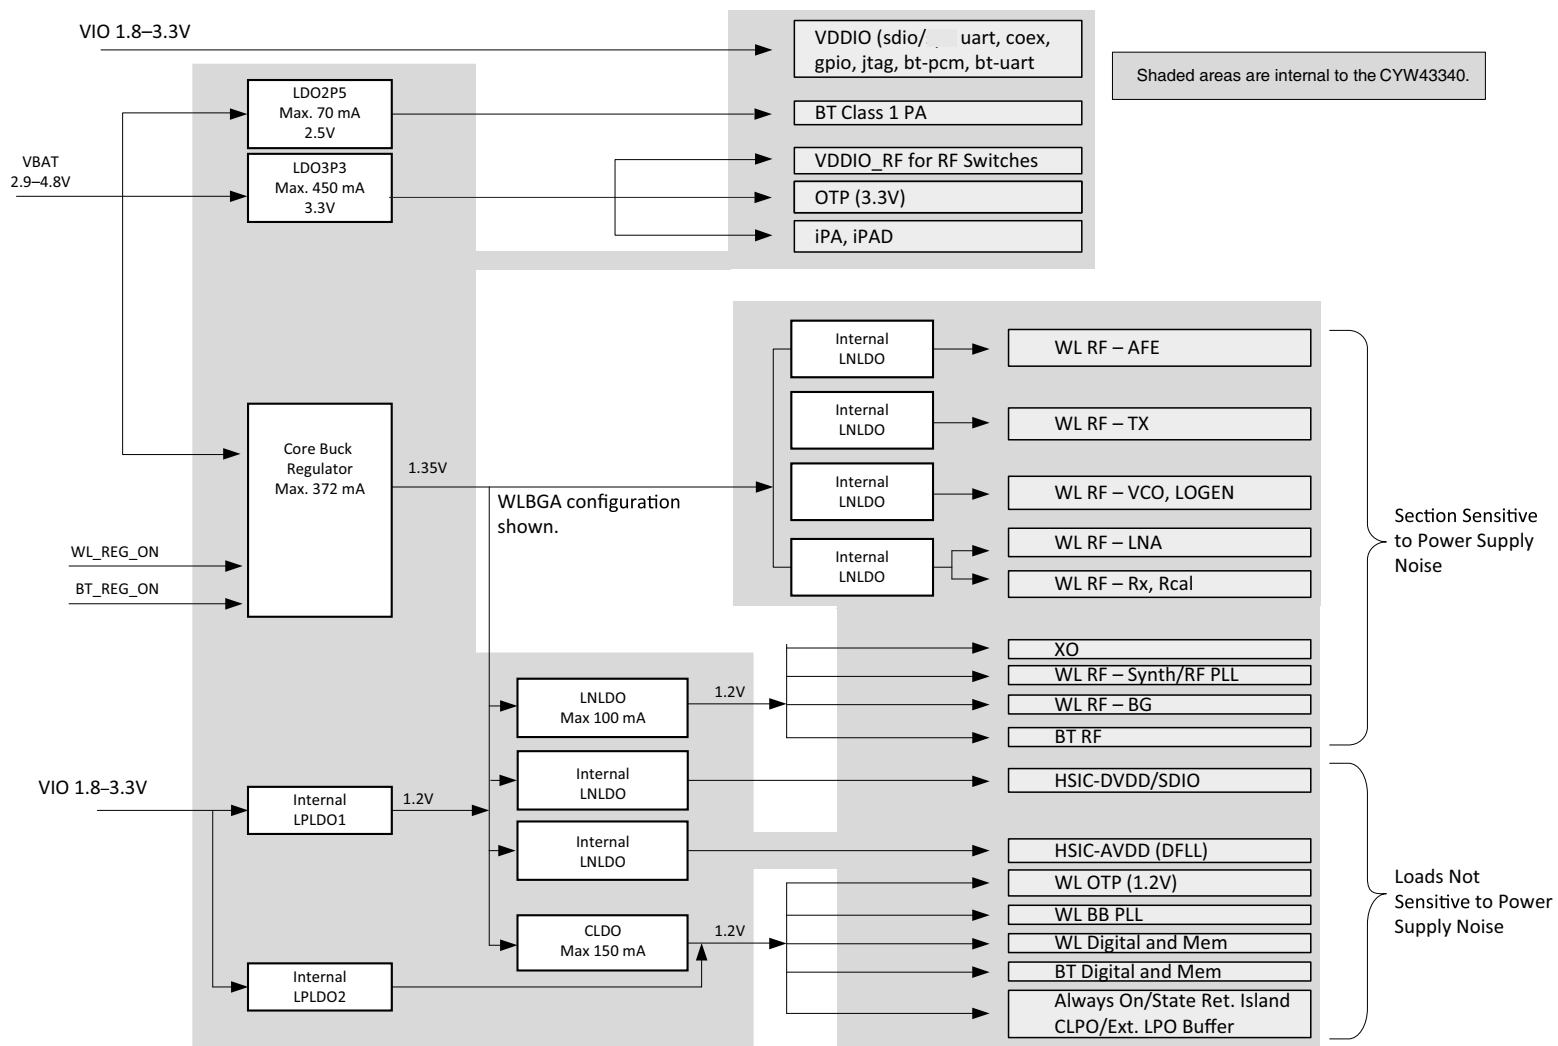 VIO 1.8–3.3V
VDDIO (sdio/ uart, coex,
gpio, jtag, bt-pcm, bt-uart
Shaded areas are internal to the CYW43340.
LDO2P5
Max. 70 mA
2.5V
BT Class 1 PA
VBAT
2.9–4.8V
LDO3P3
Max. 450 mA
3.3V
VDDIO_RF for RF Switches
OTP (3.3V)
iPA, iPAD
Internal
LNLDO
WL RF – AFE
Internal
LNLDO
WL RF – TX
Core Buck
Regulator
Max. 372 mA
1.35V
WLBGA configuration
shown.
Internal
LNLDO
WL RF – VCO, LOGEN
Section Sensitive
to Power Supply
Noise
WL_REG_ON
BT_REG_ON
Internal
LNLDO
WL RF – LNA
WL RF – Rx, Rcal
XO
WL RF – Synth/RF PLL
LNLDO
Max 100 mA
1.2V
WL RF – BG
BT RF
VIO 1.8–3.3V
Internal
LNLDO
HSIC-DVDD/SDIO
Internal
LPLDO1
1.2V
Internal
LNLDO
HSIC-AVDD (DFLL)
WL OTP (1.2V)
Loads Not
Sensitive to Power
Supply Noise
WL BB PLL
CLDO
Max 150 mA
1.2V
WL Digital and Mem
BT Digital and Mem
Internal
LPLDO2
Always On/State Ret. Island
CLPO/Ext. LPO Buffer